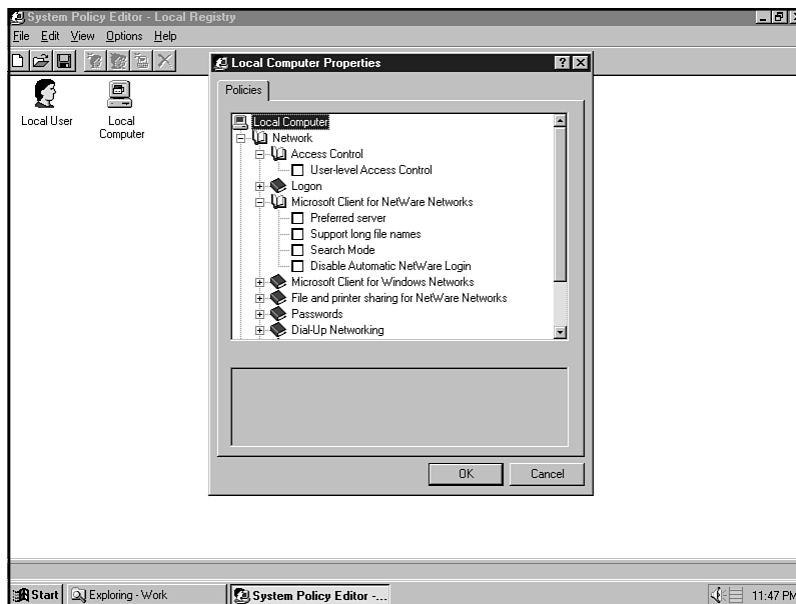 System Policy Editor - Local Registry
File Edit View Options Help
Local User
Local Computer
Local Computer Properties
Policies
Local Computer
Network
Access Control
User-level Access Control
Logon
Microsoft Client for NetWare Networks
Preferred server
Support long file names
Search Mode
Disable Automatic NetWare Login
Microsoft Client for Windows Networks
File and printer sharing for NetWare Networks
Passwords
Dial-Up Networking
OK Cancel
Start Exploring - Work System Policy Editor -... 11:47 PM